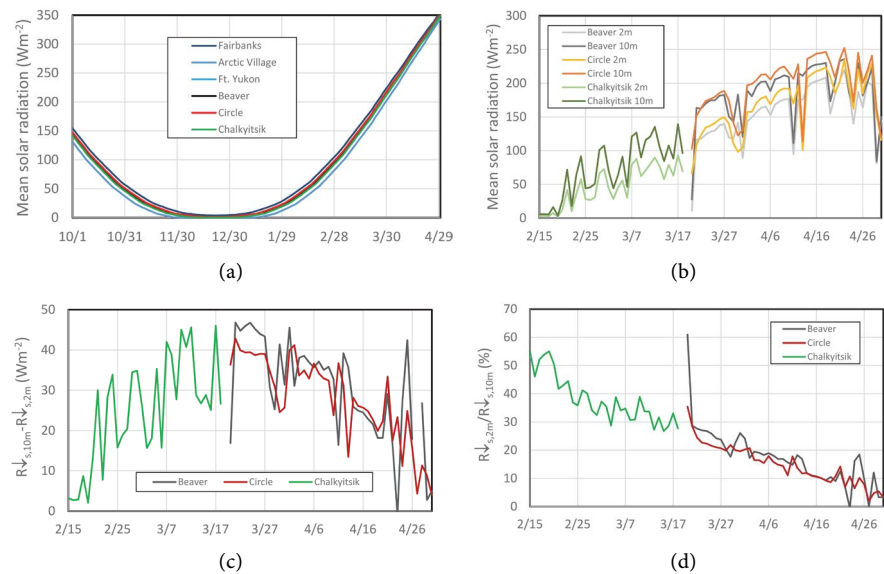 Mean solar radiation (Wm-2)
350
300
250
200
150
100
50
0
Fairbanks
Arctic Village
Ft. Yukon
Beaver
Circle
Chalkyitsik
10/1 10/31 11/30 12/30 1/29 2/28 3/30 4/29
(a)
Mean solar radiation (Wm-2)
300
250
200
150
100
50
0
Beaver 2m
Beaver 10m
Circle 2m
Circle 10m
Chalkyitsik 2m
Chalkyitsik 10m
2/15 2/25 3/7 3/17 3/27 4/6 4/16 4/26
(b)
R↓s,10m-R↓s,2m (Wm-2)
50
40
30
20
10
0
Beaver Circle Chalkyitsik
2/15 2/25 3/7 3/17 3/27 4/6 4/16 4/26
(c)
R↓s,2m/R↓s,10m (%)
70
60
50
40
30
20
10
0
Beaver
Circle
Chalkyitsik
2/15 2/25 3/7 3/17 3/27 4/6 4/16 4/26
(d)